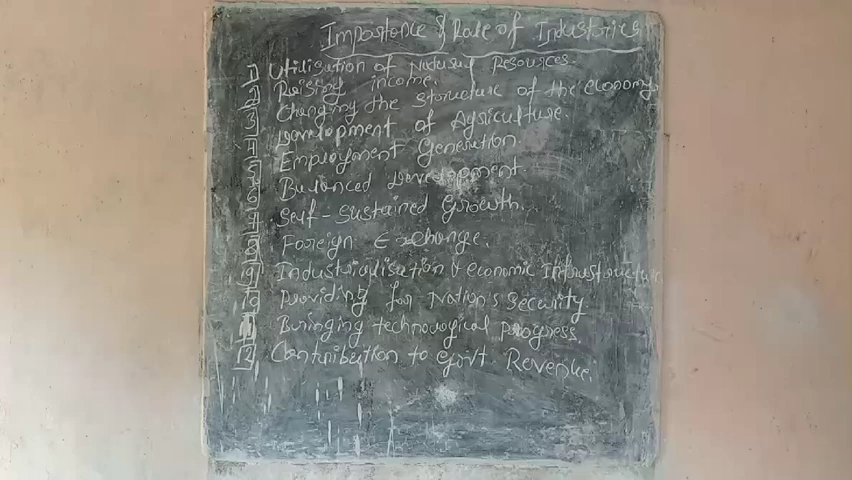 Importance & Role of Industries
1 Utilisation of Natural Resources.
2 Raising income.
3 Changing the structure of the economy.
4 Development of Agriculture.
5 Employment Generation.
6 Balanced Development
7 Self-Sustained Growth.
8 Foreign Exchange.
9 Industrialisation & economic Infrastructure.
10 Providing for Nation's Security
11 Buringing technological progress.
12 Contribution to Govt Revenue.